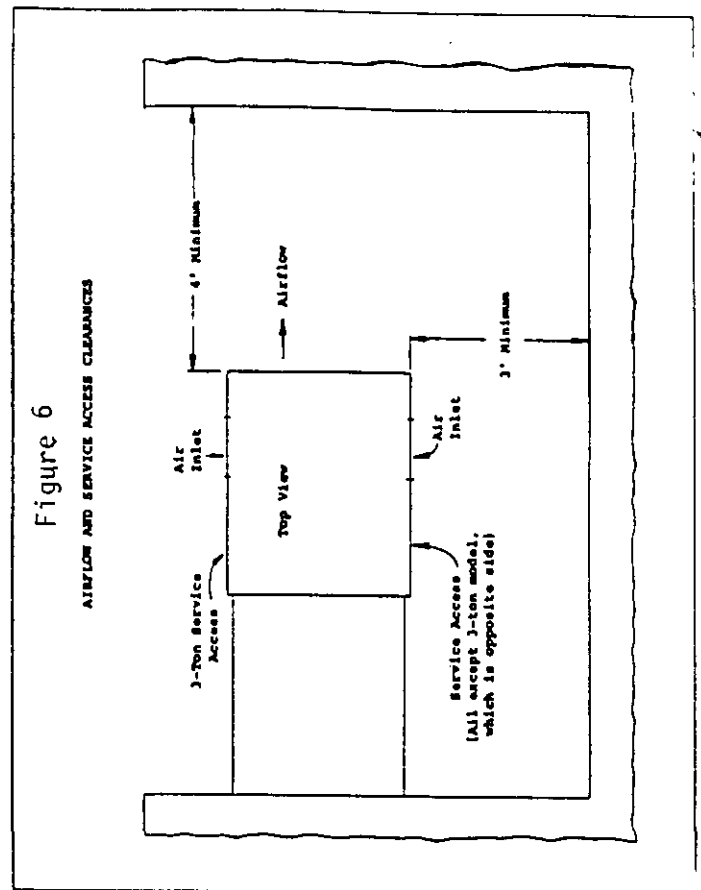 Figure 6
AIRFLOW AND SERVICE ACCESS CLEARANCES
3-Ton Service
Access
Air
Inlet
4' Minimum
Airflow
Top View
Service Access
(All except 3-ton model,
which is opposite side)
Air
Inlet
3' Minimum